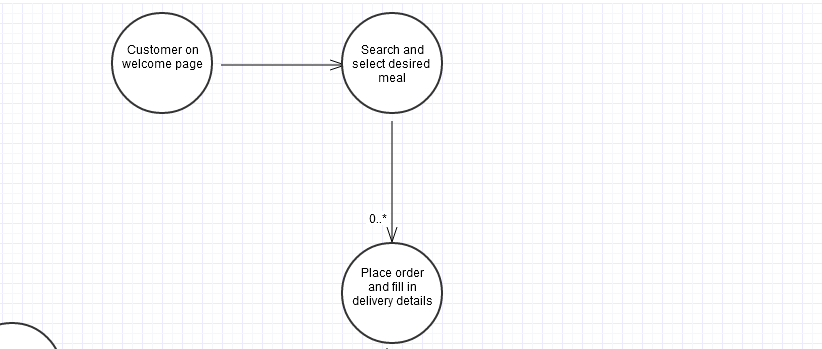 Customer on
welcome page
Search and
select desired
meal
0..*
Place order
and fill in
delivery details